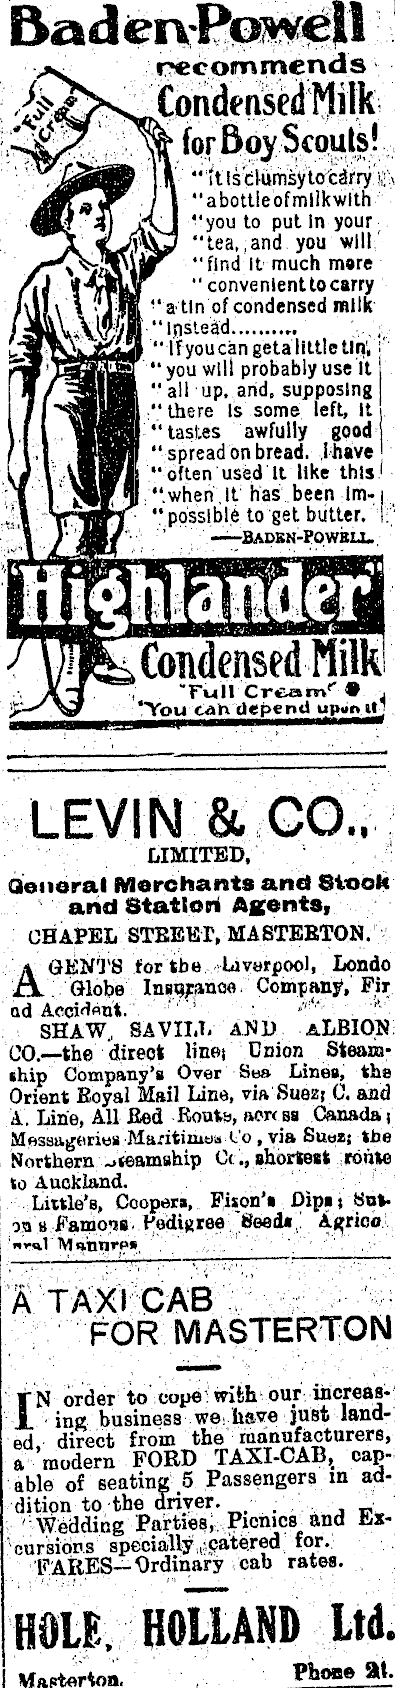 Baden-Powell
recommends
Condensed Milk
for Boy Scouts!
"Full
Cream"
"it is clumsy to carry
"a bottle of milk with
"you to put in your
"tea, and you will
"find it much more
"convenient to carry
"a tin of condensed milk
"instead..........
"If you can get a little tin,
"you will probably use it
"all up, and, supposing
"there is some left, it
"tastes awfully good
"spread on bread. I have
"often used it like this
"when it has been im-
"possible to get butter.
—BADEN-POWELL.
"Highlander"
Condensed Milk
"Full Cream"
"You can depend upon it"
LEVIN & CO.,
LIMITED,
General Merchants and Stock
and Station Agents,
CHAPEL STREET, MASTERTON.
AGENTS for the Liverpool, Londo
Globe Insurance Company, Fir
nd Accident.
SHAW, SAVILL AND ALBION
CO.—the direct line; Union Steam-
ship Company's Over Sea Lines, the
Orient Royal Mail Line, via Suez; C. and
A. Line, All Red Route, across Canada;
Messageries Maritimes Co, via Suez; the
Northern Steamship Co., shortest route
to Auckland.
Little's, Coopers, Fison's Dips; Sut-
on s Famous Pedigree Seeds Agrico
ural Manures
A TAXI CAB
FOR MASTERTON
IN order to cope with our increas-
ing business we have just land-
ed, direct from the manufacturers,
a modern FORD TAXI-CAB, cap-
able of seating 5 Passengers in ad-
dition to the driver.
Wedding Parties, Picnics and Ex-
cursions specially catered for.
FARES—Ordinary cab rates.
HOLE, HOLLAND Ltd.
Masterton. Phone 21.